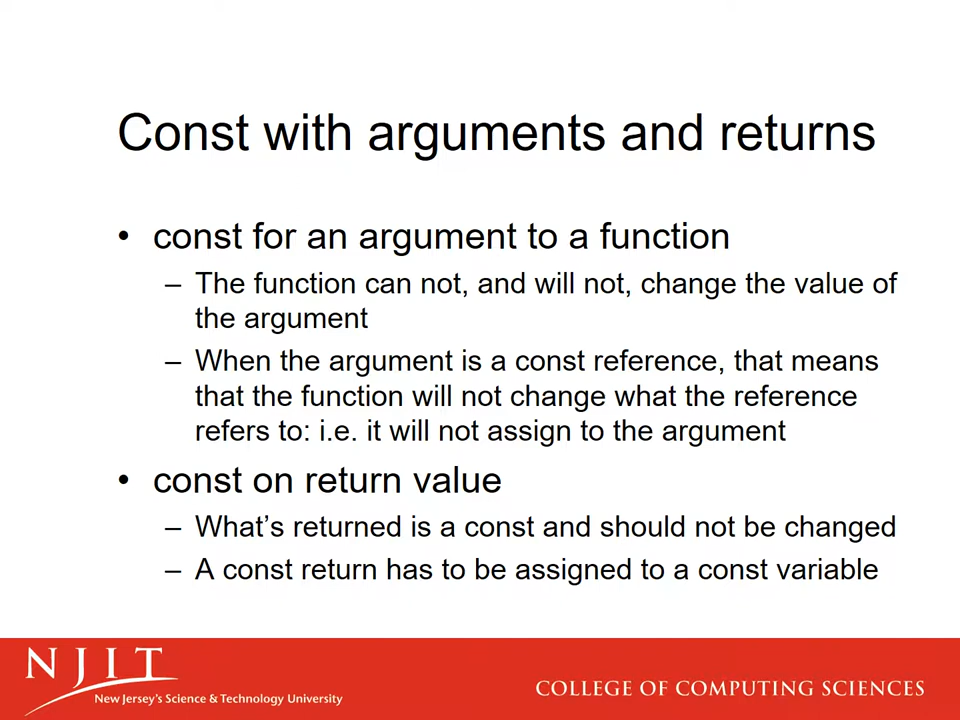 Const with arguments and returns
• const for an argument to a function
– The function can not, and will not, change the value of
the argument
– When the argument is a const reference, that means
that the function will not change what the reference
refers to: i.e. it will not assign to the argument
• const on return value
– What’s returned is a const and should not be changed
– A const return has to be assigned to a const variable
NJIT
New Jersey’s Science & Technology University
COLLEGE OF COMPUTING SCIENCES